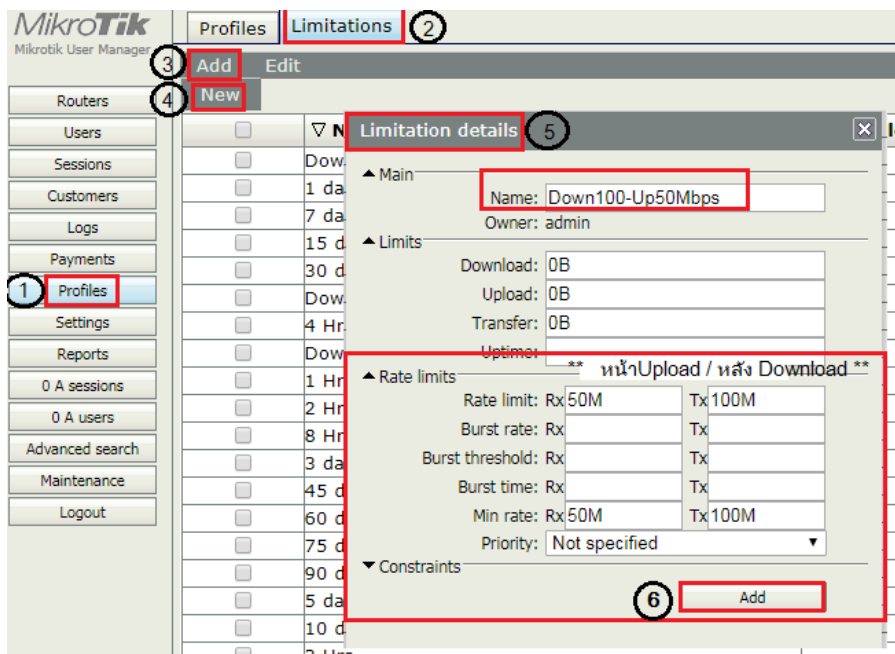 MikroTik
Mikrotik User Manager
Profiles
Limitations
2
3
Add
Edit
4
New
Routers
Users
Sessions
Customers
Logs
Payments
1
Profiles
Settings
Reports
0 A sessions
0 A users
Advanced search
Maintenance
Logout
▽ N
Dow
1 da
7 da
15 d
30 d
Dow
4 Hr
Dow
1 Hr
2 Hr
8 Hr
3 da
45 d
60 d
75 d
90 d
5 da
10 d
Limitation details
5
Main
Name: Down100-Up50Mbps
Owner: admin
Limits
Download: 0B
Upload: 0B
Transfer: 0B
Uptime:
** หน้าUpload / หลัง Download **
Rate limits
Rate limit: Rx 50M Tx 100M
Burst rate: Rx Tx
Burst threshold: Rx Tx
Burst time: Rx Tx
Min rate: Rx 50M Tx 100M
Priority: Not specified
Constraints
6
Add